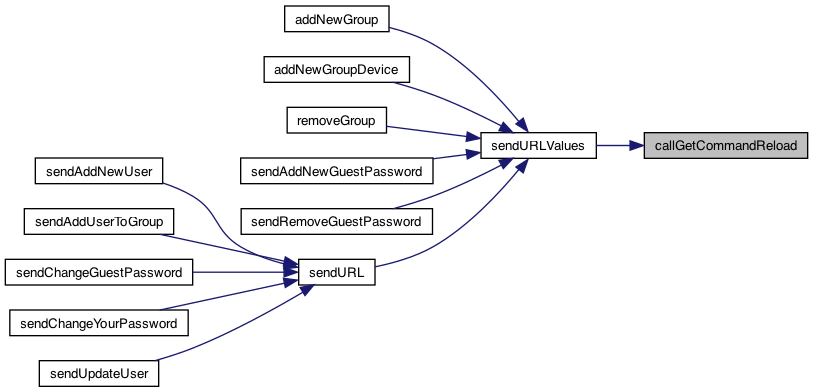 addNewGroup
addNewGroupDevice
removeGroup
sendURLValues
callGetCommandReload
sendAddNewUser
sendAddNewGuestPassword
sendAddUserToGroup
sendRemoveGuestPassword
sendChangeGuestPassword
sendURL
sendChangeYourPassword
sendUpdateUser